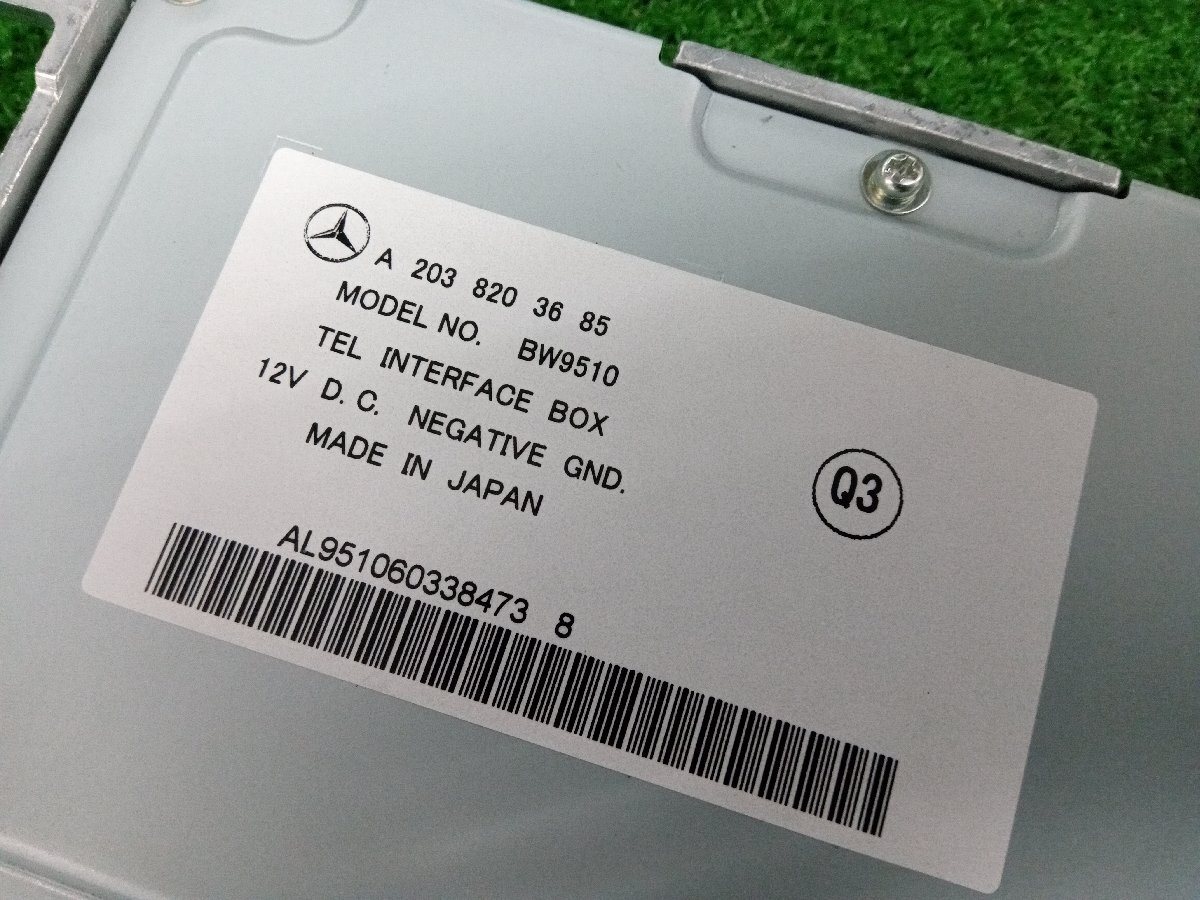 A 203 820 36 85
MODEL NO. BW9510
TEL INTERFACE BOX
12V D.C. NEGATIVE GND.
MADE IN JAPAN
Q3
AL951060338473 8